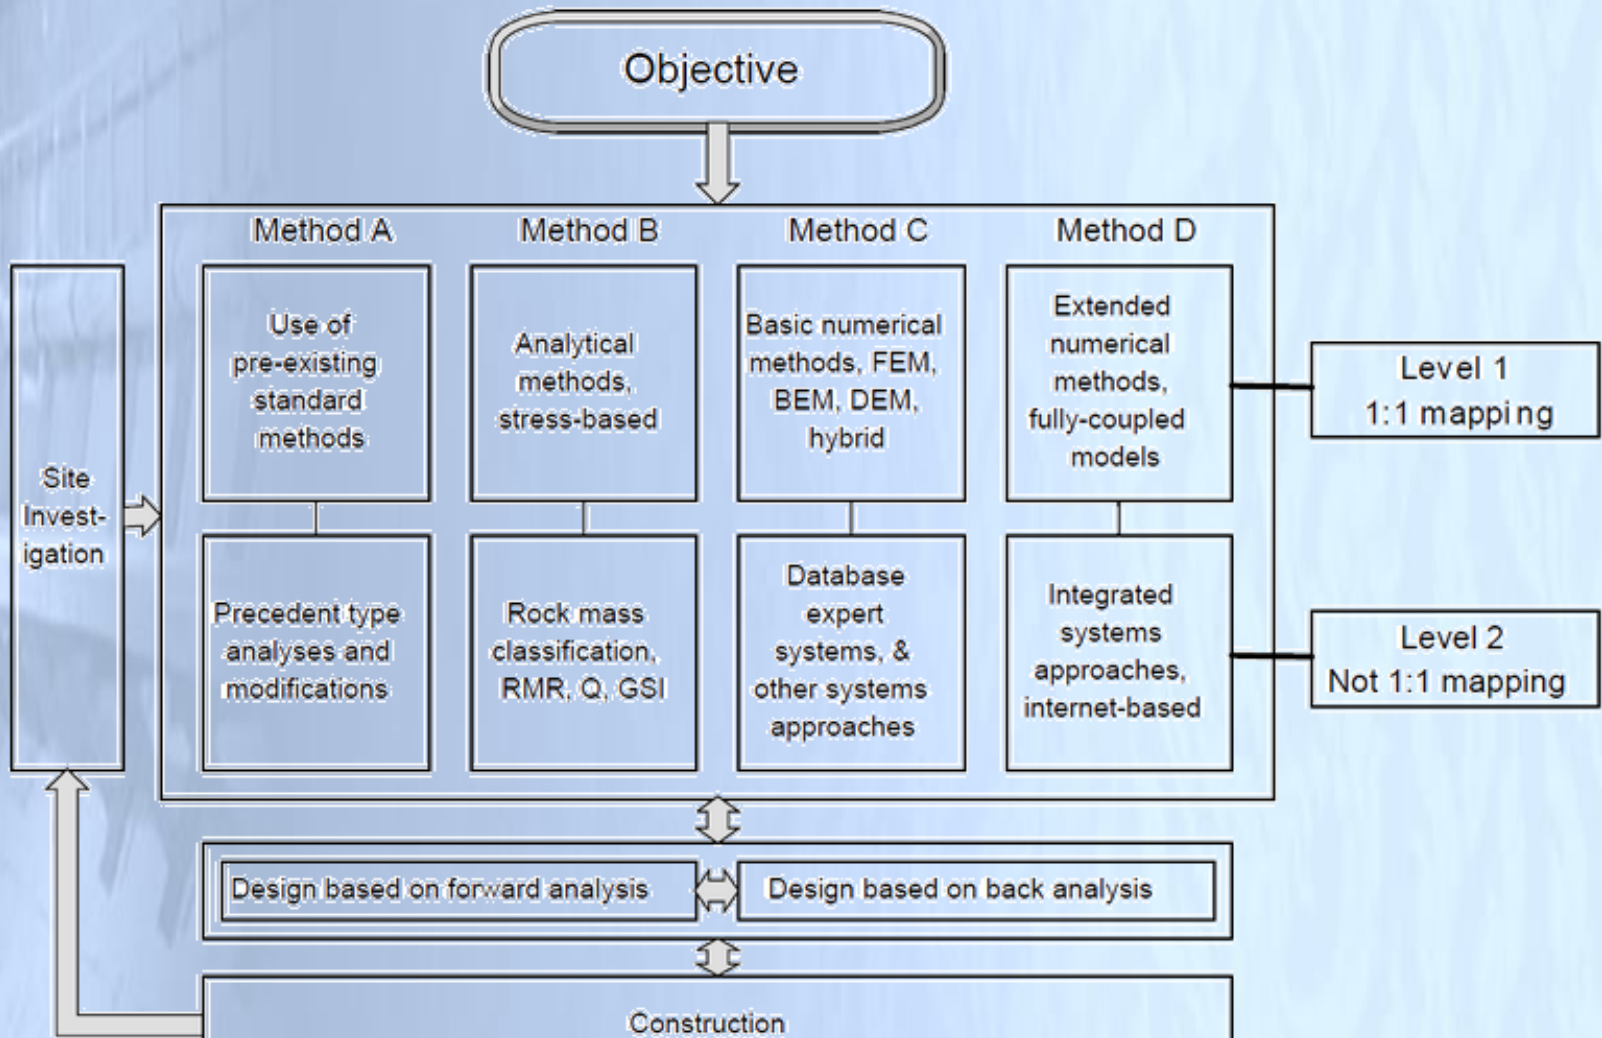 Objective
Method A
Method B
Method C
Method D
Use of
pre-existing
standard
methods
Analytical
methods,
stress-based
Basic numerical
methods, FEM,
BEM, DEM,
hybrid
Extended
numerical
methods,
fully-coupled
models
Level 1
1:1 mapping
Site
Invest-
igation
Precedent type
analyses and
modifications
Rock mass
classification,
RMR, Q, GSI
Database
expert
systems, &
other systems
approaches
Integrated
systems
approaches,
internet-based
Level 2
Not 1:1 mapping
Design based on forward analysis
Design based on back analysis
Construction